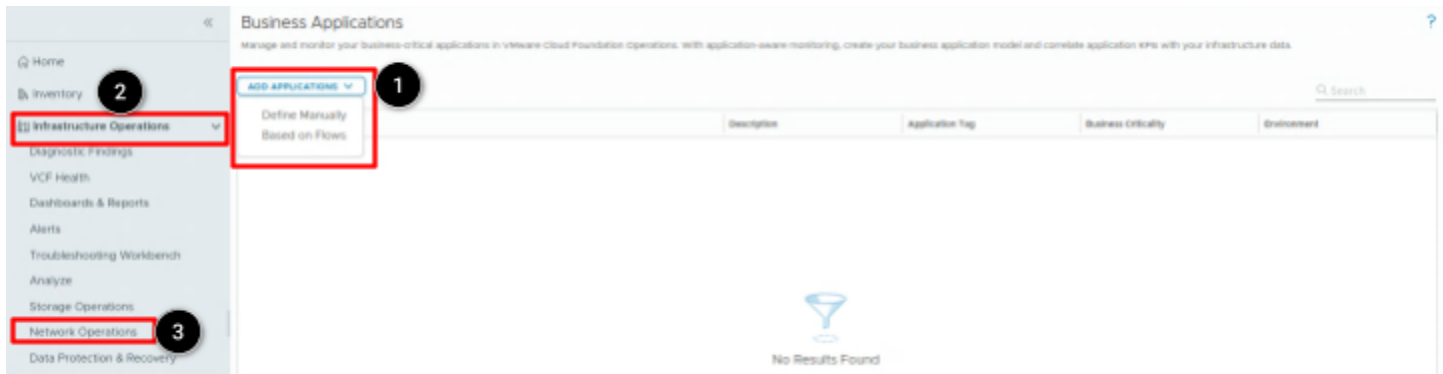 «
Business Applications
?
Manage and monitor your business-critical applications in VMware Cloud Foundation Operations. With application-aware monitoring, create your business application model and correlate application KPIs with your infrastructure data.
Home
Inventory
2
ADD APPLICATIONS
1
Search
Infrastructure Operations
Define Manually
Based on Flows
Description
Application Tag
Business Criticality
Environment
Diagnostic Findings
VCF Health
Dashboards & Reports
Alerts
Troubleshooting Workbench
Analyze
Storage Operations
Network Operations
3
Data Protection & Recovery
No Results Found